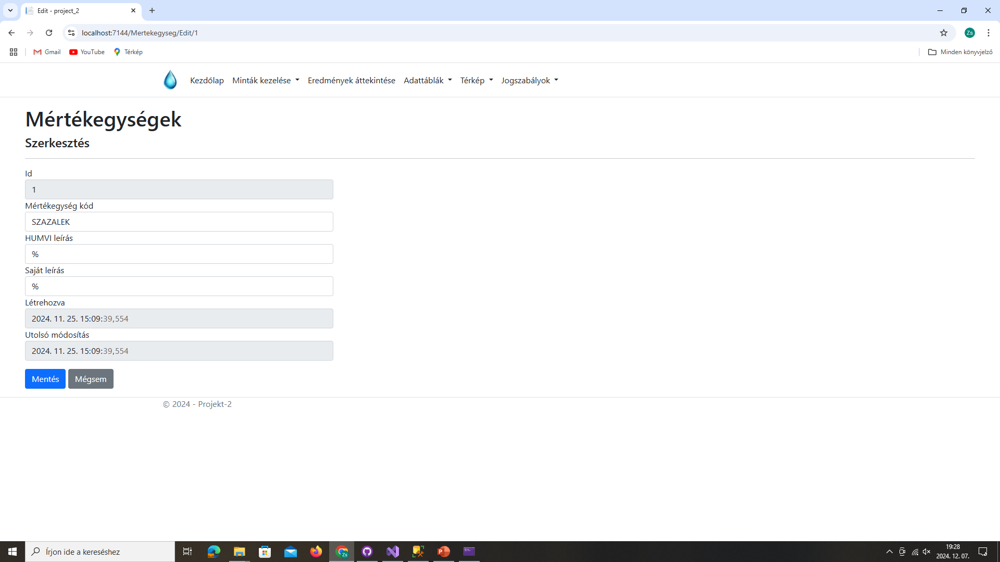 Edit - project_2
localhost:7144/Mertekegyseg/Edit/1
Zs
Gmail YouTube Térkép Minden könyvjelző
Kezdőlap Minták kezelése Eredmények áttekintése Adattáblák Térkép Jogszabályok
Mértékegységek
Szerkesztés
Id
1
Mértékegység kód
SZAZALEK
HUMVI leírás
%
Saját leírás
%
Létrehozva
2024. 11. 25. 15:09:39,554
Utolsó módosítás
2024. 11. 25. 15:09:39,554
Mentés Mégsem
© 2024 - Projekt-2
Írjon ide a kereséshez
Zs
19:28
2024. 12. 07.